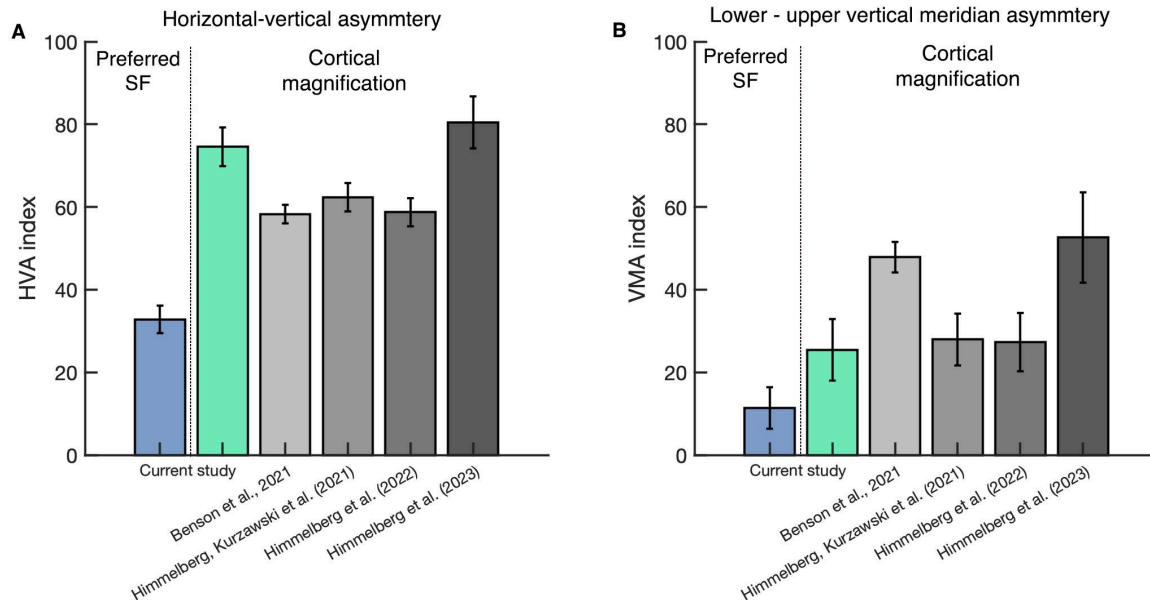 A
Horizontal-vertical asymmtery
Preferred
SF
Cortical
magnification
HVA index
100
80
60
40
20
0
Current study
Benson et al., 2021
Himmelberg, Kurzawski et al. (2021)
Himmelberg et al. (2022)
Himmelberg et al. (2023)
B
Lower - upper vertical meridian asymmtery
Preferred
SF
Cortical
magnification
VMA index
100
80
60
40
20
0
Current study
Benson et al., 2021
Himmelberg, Kurzawski et al. (2021)
Himmelberg et al. (2022)
Himmelberg et al. (2023)